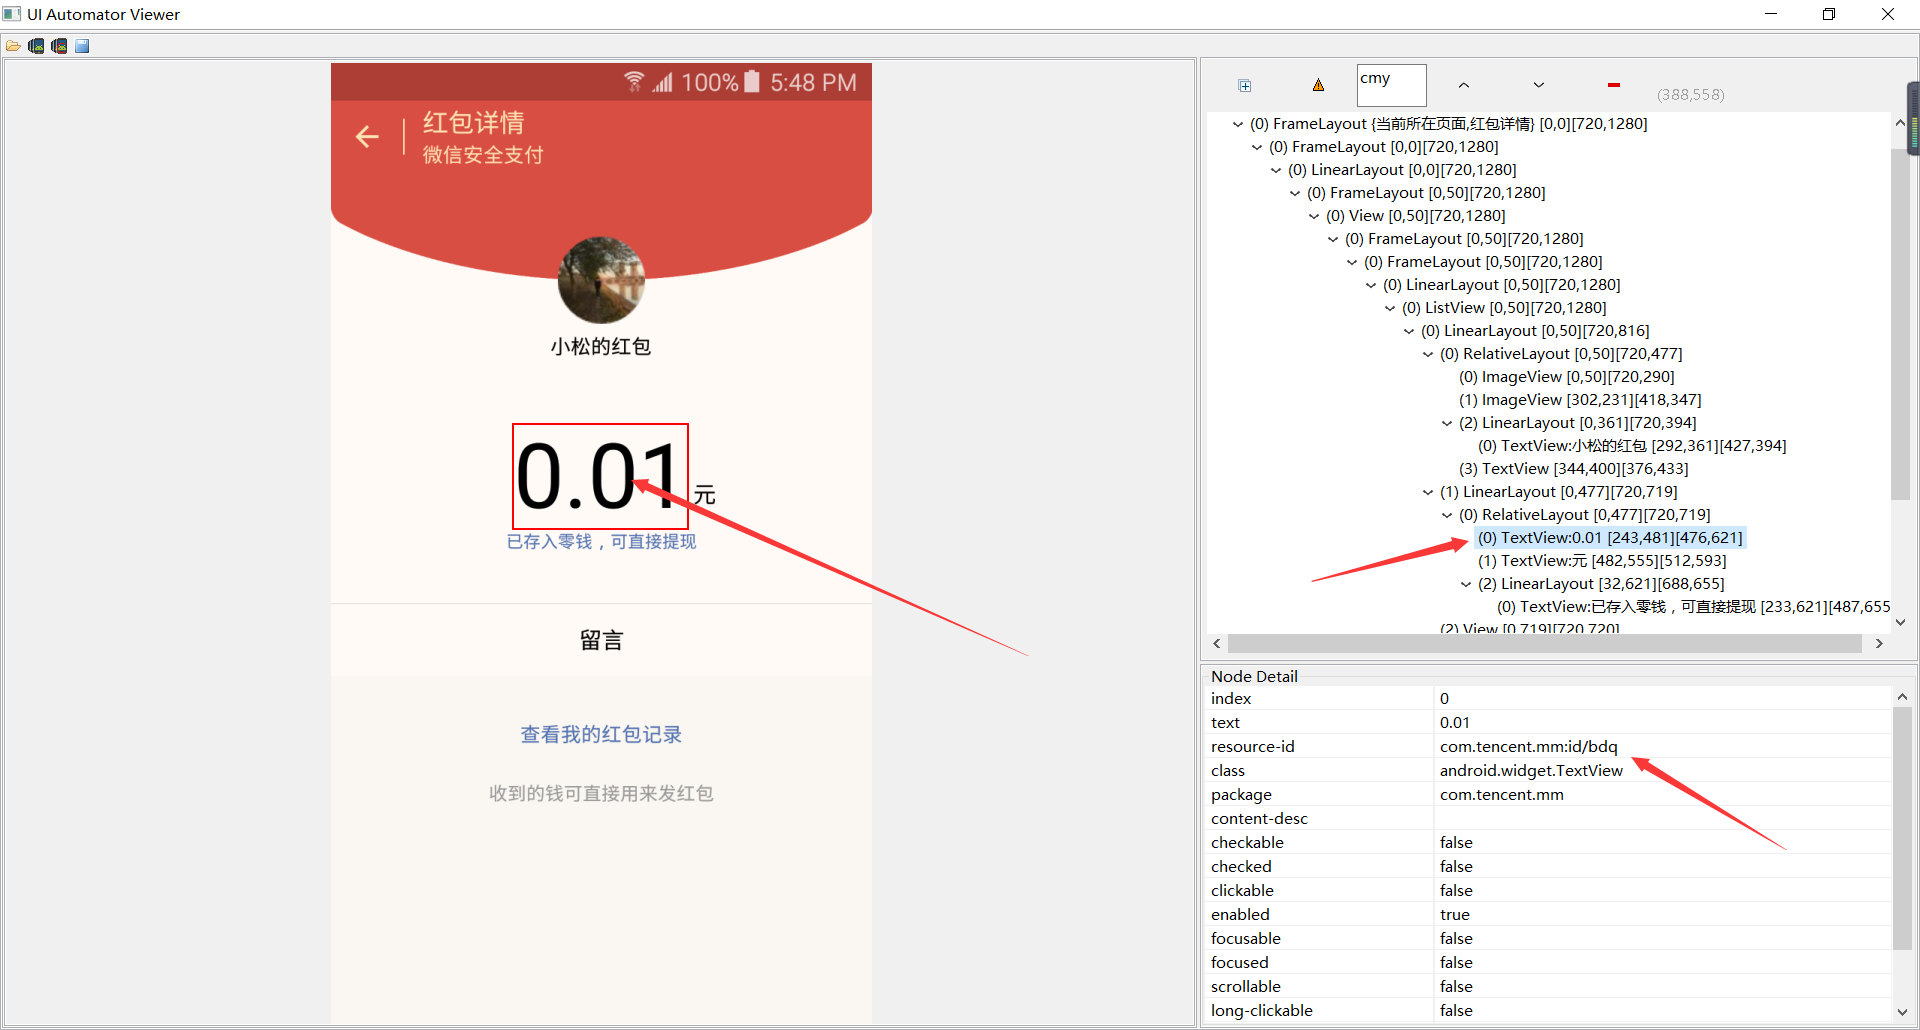 UI Automator Viewer
100% 5:48 PM
红包详情
微信安全支付
小松的红包
0.01 元
已存入零钱，可直接提现
留言
查看我的红包记录
收到的钱可直接用来发红包
cmy
(388,558)
(0) FrameLayout {当前所在页面,红包详情} [0,0][720,1280]
(0) FrameLayout [0,0][720,1280]
(0) LinearLayout [0,0][720,1280]
(0) FrameLayout [0,50][720,1280]
(0) View [0,50][720,1280]
(0) FrameLayout [0,50][720,1280]
(0) FrameLayout [0,50][720,1280]
(0) LinearLayout [0,50][720,1280]
(0) ListView [0,50][720,1280]
(0) LinearLayout [0,50][720,816]
(0) RelativeLayout [0,50][720,477]
(0) ImageView [0,50][720,290]
(1) ImageView [302,231][418,347]
(2) LinearLayout [0,361][720,394]
(0) TextView:小松的红包 [292,361][427,394]
(3) TextView [344,400][376,433]
(1) LinearLayout [0,477][720,719]
(0) RelativeLayout [0,477][720,719]
(0) TextView:0.01 [243,481][476,621]
(1) TextView:元 [482,555][512,593]
(2) LinearLayout [32,621][688,655]
(0) TextView:已存入零钱，可直接提现 [233,621][487,655
(2) View [0,719][720,720]
Node Detail
index 0
text 0.01
resource-id com.tencent.mm:id/bdq
class android.widget.TextView
package com.tencent.mm
content-desc
checkable false
checked false
clickable false
enabled true
focusable false
focused false
scrollable false
long-clickable false